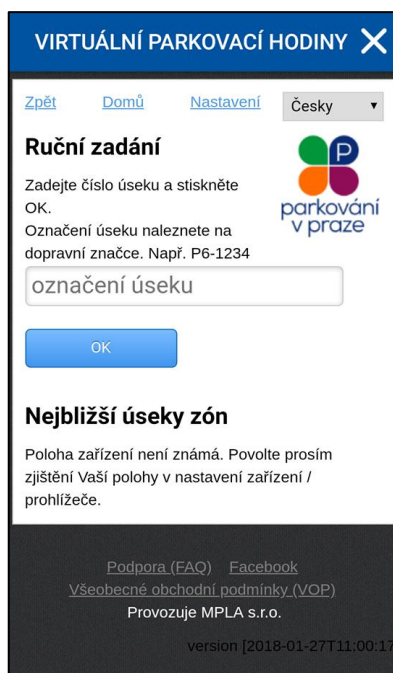 VIRTUÁLNÍ PARKOVACÍ HODINY
Zpět Domů Nastavení Česky
Ruční zadání
Zadejte číslo úseku a stiskněte
OK.
Označení úseku naleznete na
dopravní značce. Např. P6-1234
P
parkování
v praze
označení úseku
OK
Nejbližší úseky zón
Poloha zařízení není známá. Povolte prosím
zjištění Vaší polohy v nastavení zařízení /
prohlížeče.
Podpora (FAQ) Facebook
Všeobecné obchodní podmínky (VOP)
Provozuje MPLA s.r.o.
version [2018-01-27T11:00:17